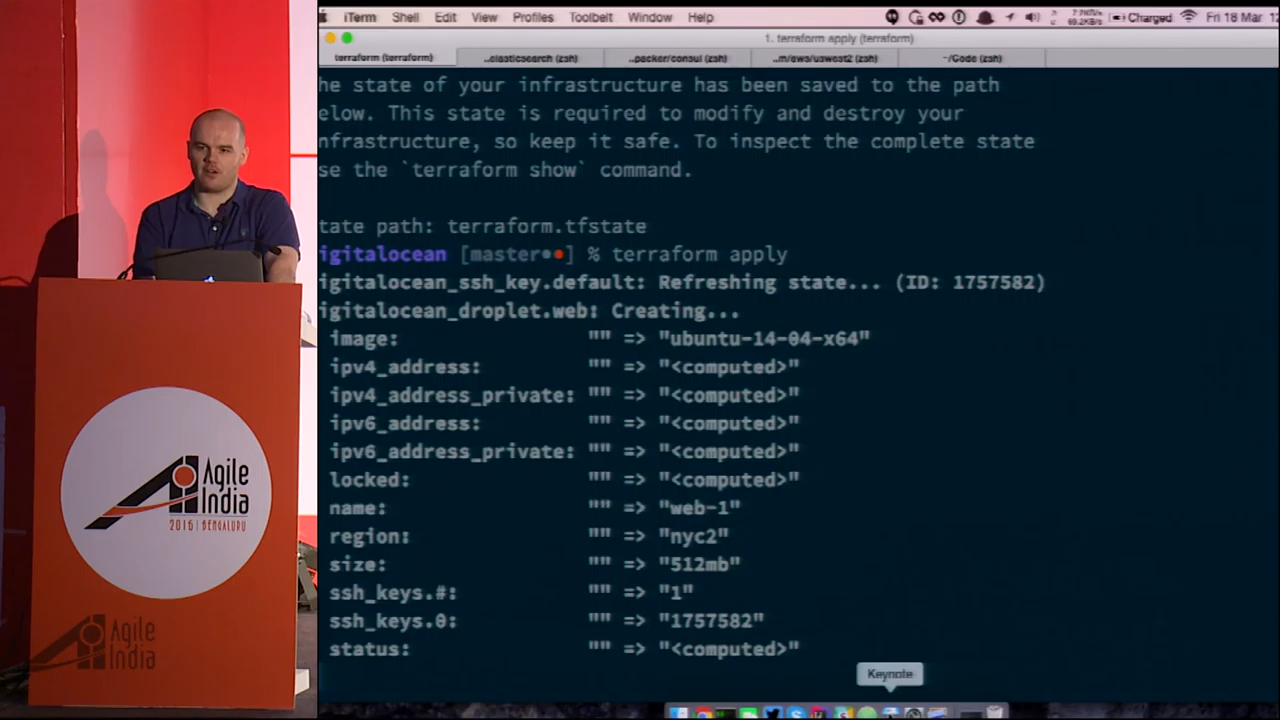 iTerm Shell Edit View Profiles Toolbelt Window Help
Charged Fri 18 Mar
1. terraform apply (terraform)
terraform (terraform) ..elasticsearch (zsh) ..packer/consul (zsh) ..m/aws/uswest2 (zsh) ~/Code (zsh)
he state of your infrastructure has been saved to the path
elow. This state is required to modify and destroy your
nfrastructure, so keep it safe. To inspect the complete state
se the `terraform show` command.
tate path: terraform.tfstate
igitalocean [master●●] % terraform apply
igitalocean_ssh_key.default: Refreshing state... (ID: 1757582)
igitalocean_droplet.web: Creating...
image: "" => "ubuntu-14-04-x64"
ipv4_address: "" => "<computed>"
ipv4_address_private: "" => "<computed>"
ipv6_address: "" => "<computed>"
ipv6_address_private: "" => "<computed>"
locked: "" => "<computed>"
name: "" => "web-1"
region: "" => "nyc2"
size: "" => "512mb"
ssh_keys.#: "" => "1"
ssh_keys.0: "" => "1757582"
status: "" => "<computed>"
Keynote
Agile
India
2016 | BENGALURU
Agile
India